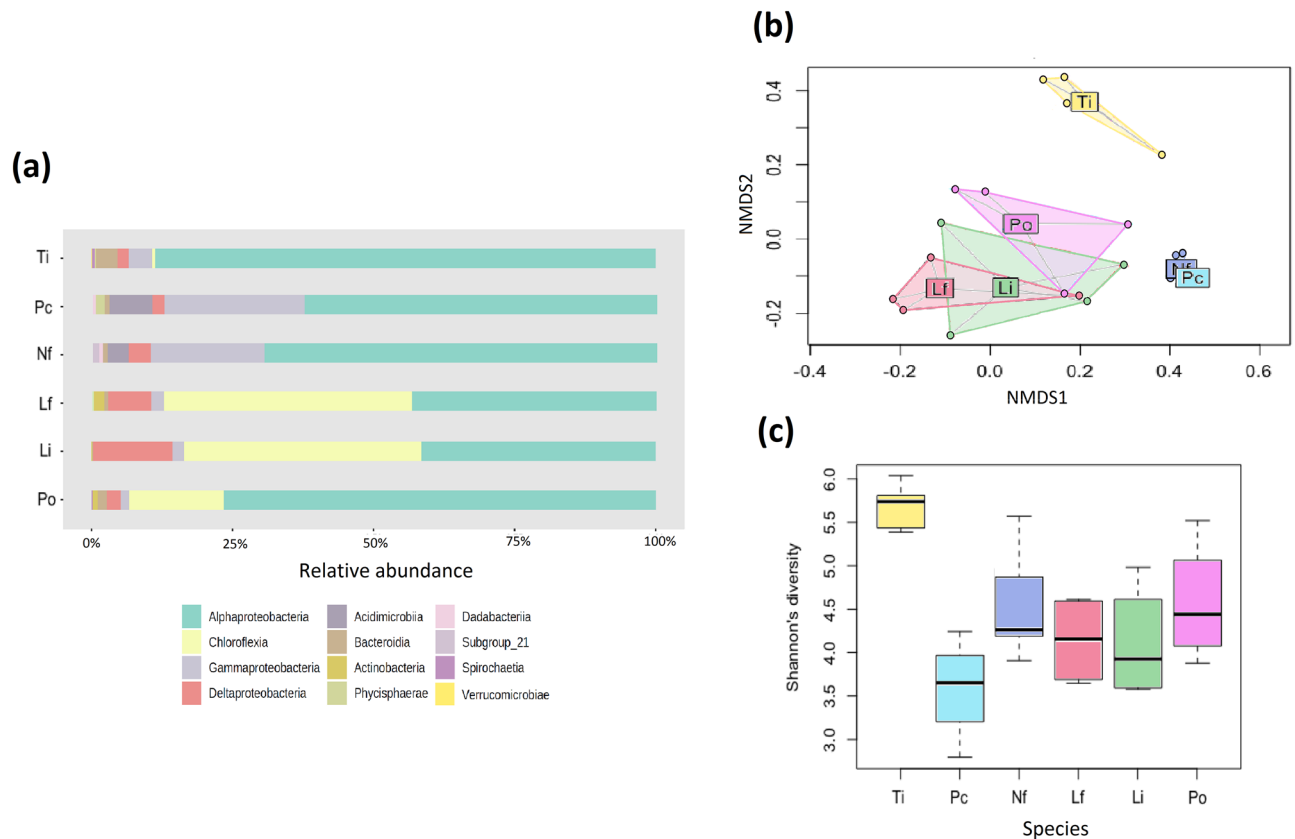 (a)
Ti
Pc
Nf
Lf
Li
Po
0% 25% 50% 75% 100%
Relative abundance
Alphaproteobacteria Acidimicrobiia Dadabacteriia
Chloroflexia Bacteroidia Subgroup_21
Gammaproteobacteria Actinobacteria Spirochaetia
Deltaproteobacteria Phycisphaerae Verrucomicrobiae
(b)
NMDS2
0.4
0.2
0.0
-0.2
Ti
Po
Lf
Li
Nf
Pc
-0.4 -0.2 0.0 0.2 0.4 0.6
NMDS1
(c)
Shannon's diversity
6.0
5.5
5.0
4.5
4.0
3.5
3.0
Ti Pc Nf Lf Li Po
Species